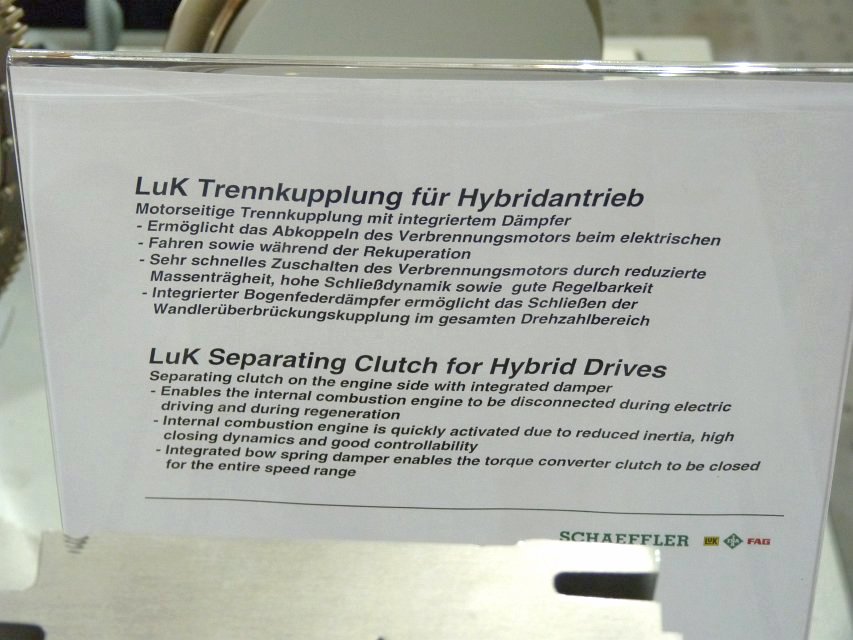 LuK Trennkupplung für Hybridantrieb
Motorseitige Trennkupplung mit integriertem Dämpfer
- Ermöglicht das Abkoppeln des Verbrennungsmotors beim elektrischen
- Fahren sowie während der Rekuperation
- Sehr schnelles Zuschalten des Verbrennungsmotors durch reduzierte
Massenträgheit, hohe Schließdynamik sowie gute Regelbarkeit
- Integrierter Bogenfederdämpfer ermöglicht das Schließen der
Wandlerüberbrückungskupplung im gesamten Drehzahlbereich
LuK Separating Clutch for Hybrid Drives
Separating clutch on the engine side with integrated damper
- Enables the internal combustion engine to be disconnected during electric
driving and during regeneration
- Internal combustion engine is quickly activated due to reduced inertia, high
closing dynamics and good controllability
- Integrated bow spring damper enables the torque converter clutch to be closed
for the entire speed range
SCHAEFFLER LuK INA FAG